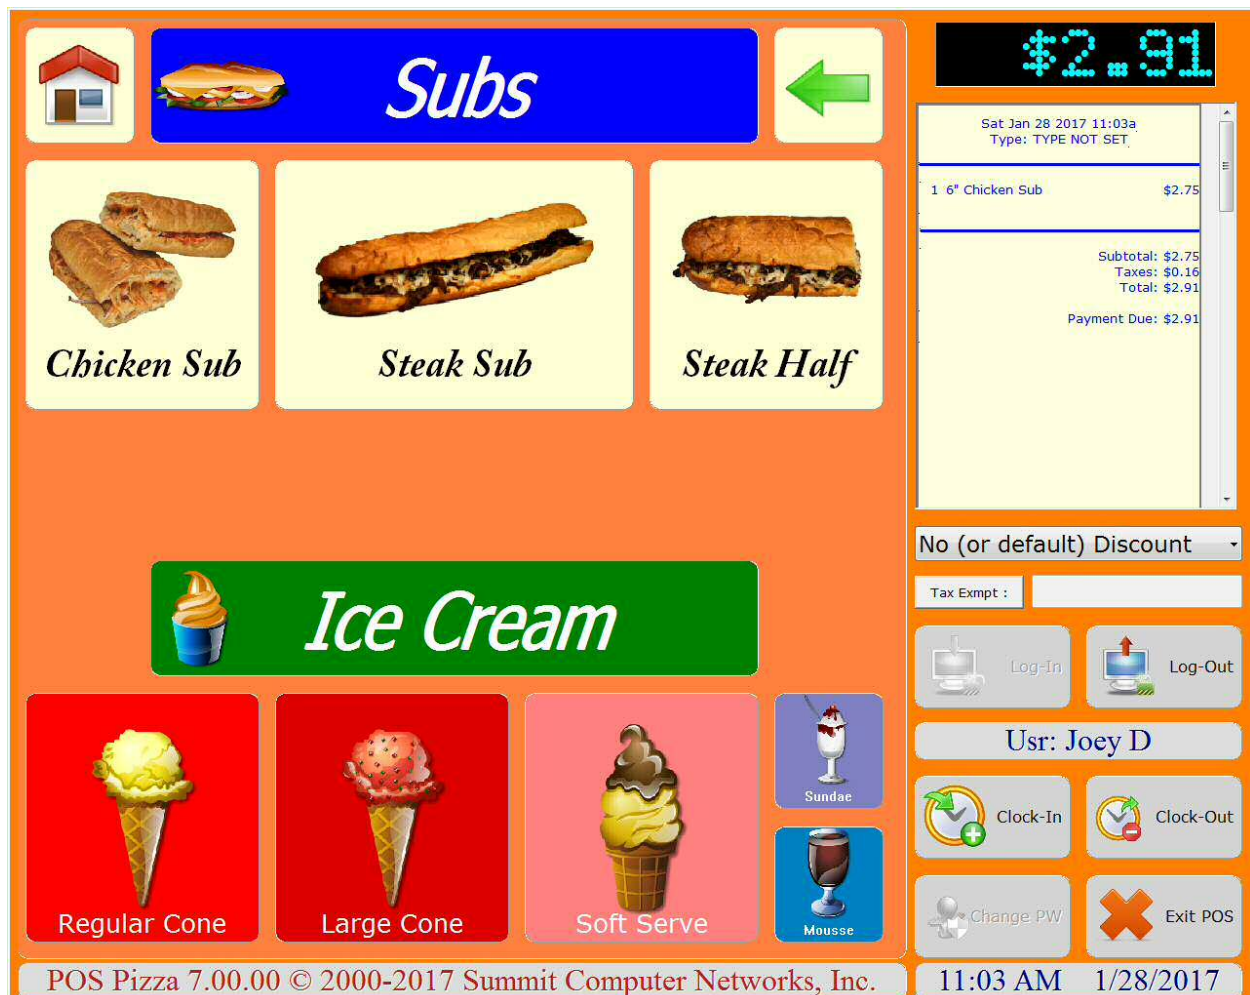 Subs
$2.91
Sat Jan 28 2017 11:03a
Type: TYPE NOT SET
1 6" Chicken Sub $2.75
Subtotal: $2.75
Taxes: $0.16
Total: $2.91
Payment Due: $2.91
Chicken Sub
Steak Sub
Steak Half
No (or default) Discount
Tax Exmpt :
Ice Cream
Log-In
Log-Out
Usr: Joey D
Regular Cone
Large Cone
Soft Serve
Sundae
Mousse
Clock-In
Clock-Out
Change PW
Exit POS
POS Pizza 7.00.00 © 2000-2017 Summit Computer Networks, Inc.
11:03 AM 1/28/2017